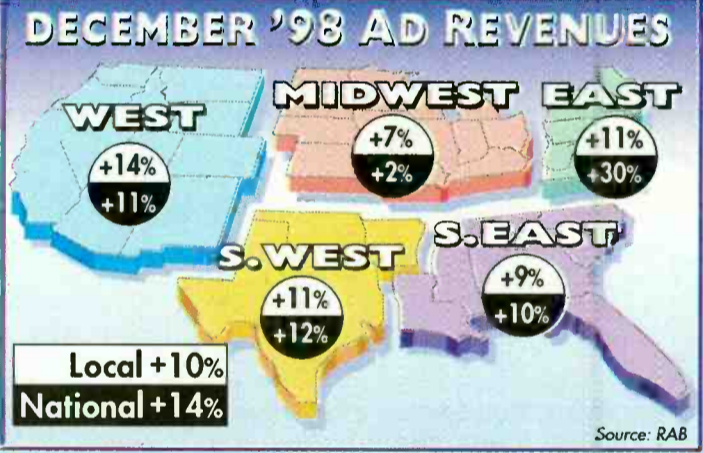 DECEMBER '98 AD REVENUES
WEST
+14%
+11%
MIDWEST
+7%
+2%
EAST
+11%
+30%
S.WEST
+11%
+12%
S.EAST
+9%
+10%
Local +10%
National +14%
Source: RAB